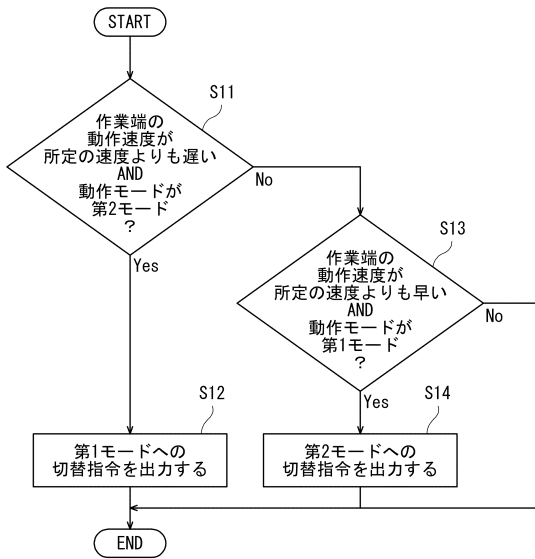 START
S11
作業端の
動作速度が
所定の速度よりも遅い
AND
動作モードが
第2モード
?
No
Yes
S13
作業端の
動作速度が
所定の速度よりも早い
AND
動作モードが
第1モード
?
No
Yes
S12
第1モードへの
切替指令を出力する
S14
第2モードへの
切替指令を出力する
END